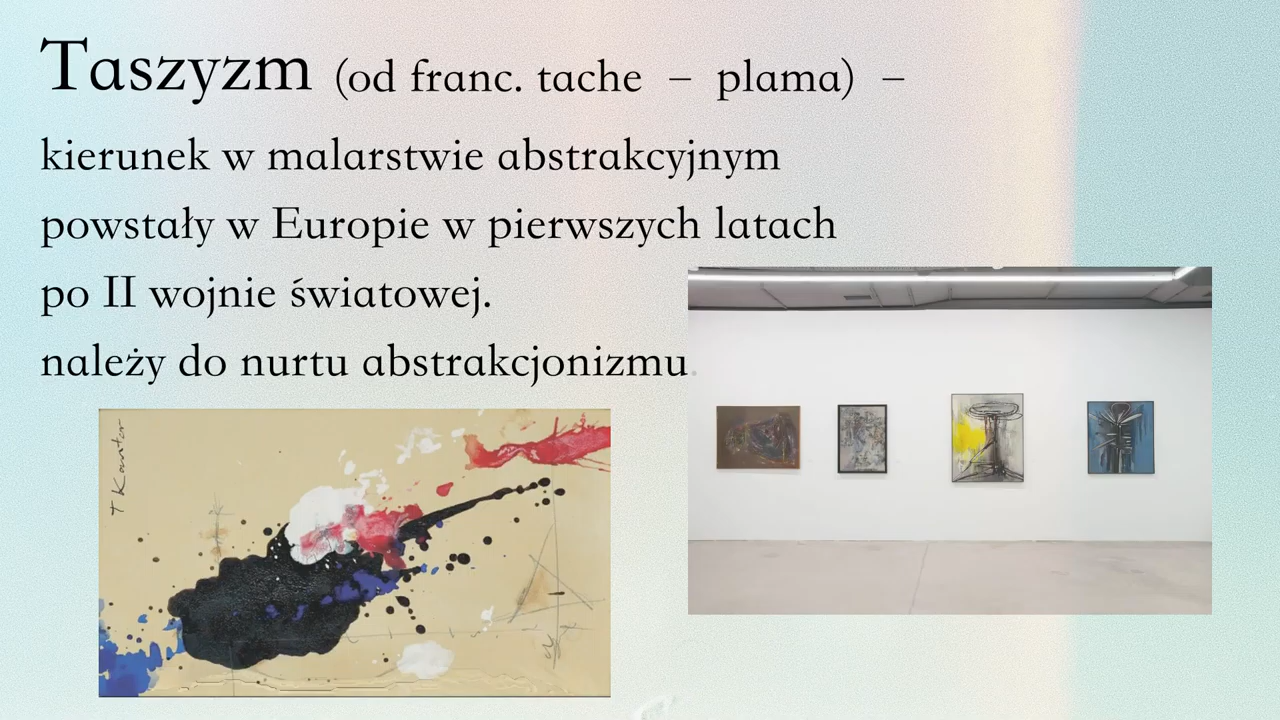 Taszyzm (od franc. tache – plama) –
kierunek w malarstwie abstrakcyjnym
powstały w Europie w pierwszych latach
po II wojnie światowej.
należy do nurtu abstrakcjonizmu.
T Kantor